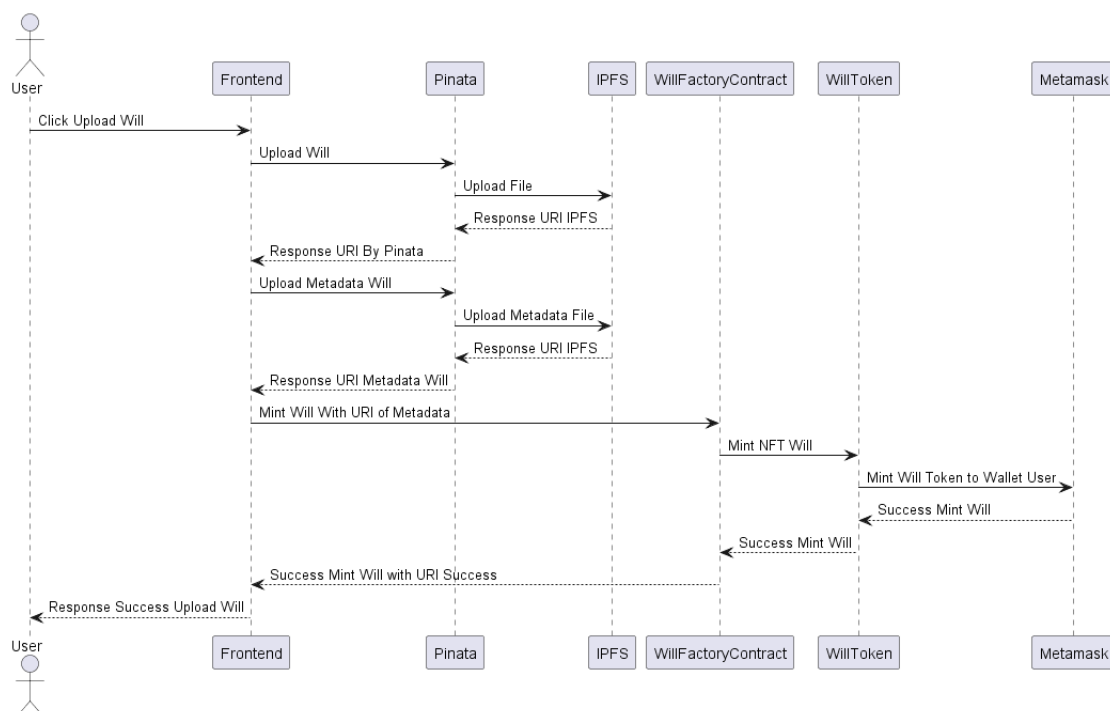 User
Frontend
Pinata
IPFS
WillFactoryContract
WillToken
Metamask
Click Upload Will
Upload Will
Upload File
Response URI IPFS
Response URI By Pinata
Upload Metadata Will
Upload Metadata File
Response URI IPFS
Response URI Metadata Will
Mint Will With URI of Metadata
Mint NFT Will
Mint Will Token to Wallet User
Success Mint Will
Success Mint Will
Success Mint Will with URI Success
Response Success Upload Will
User
Frontend
Pinata
IPFS
WillFactoryContract
WillToken
Metamask